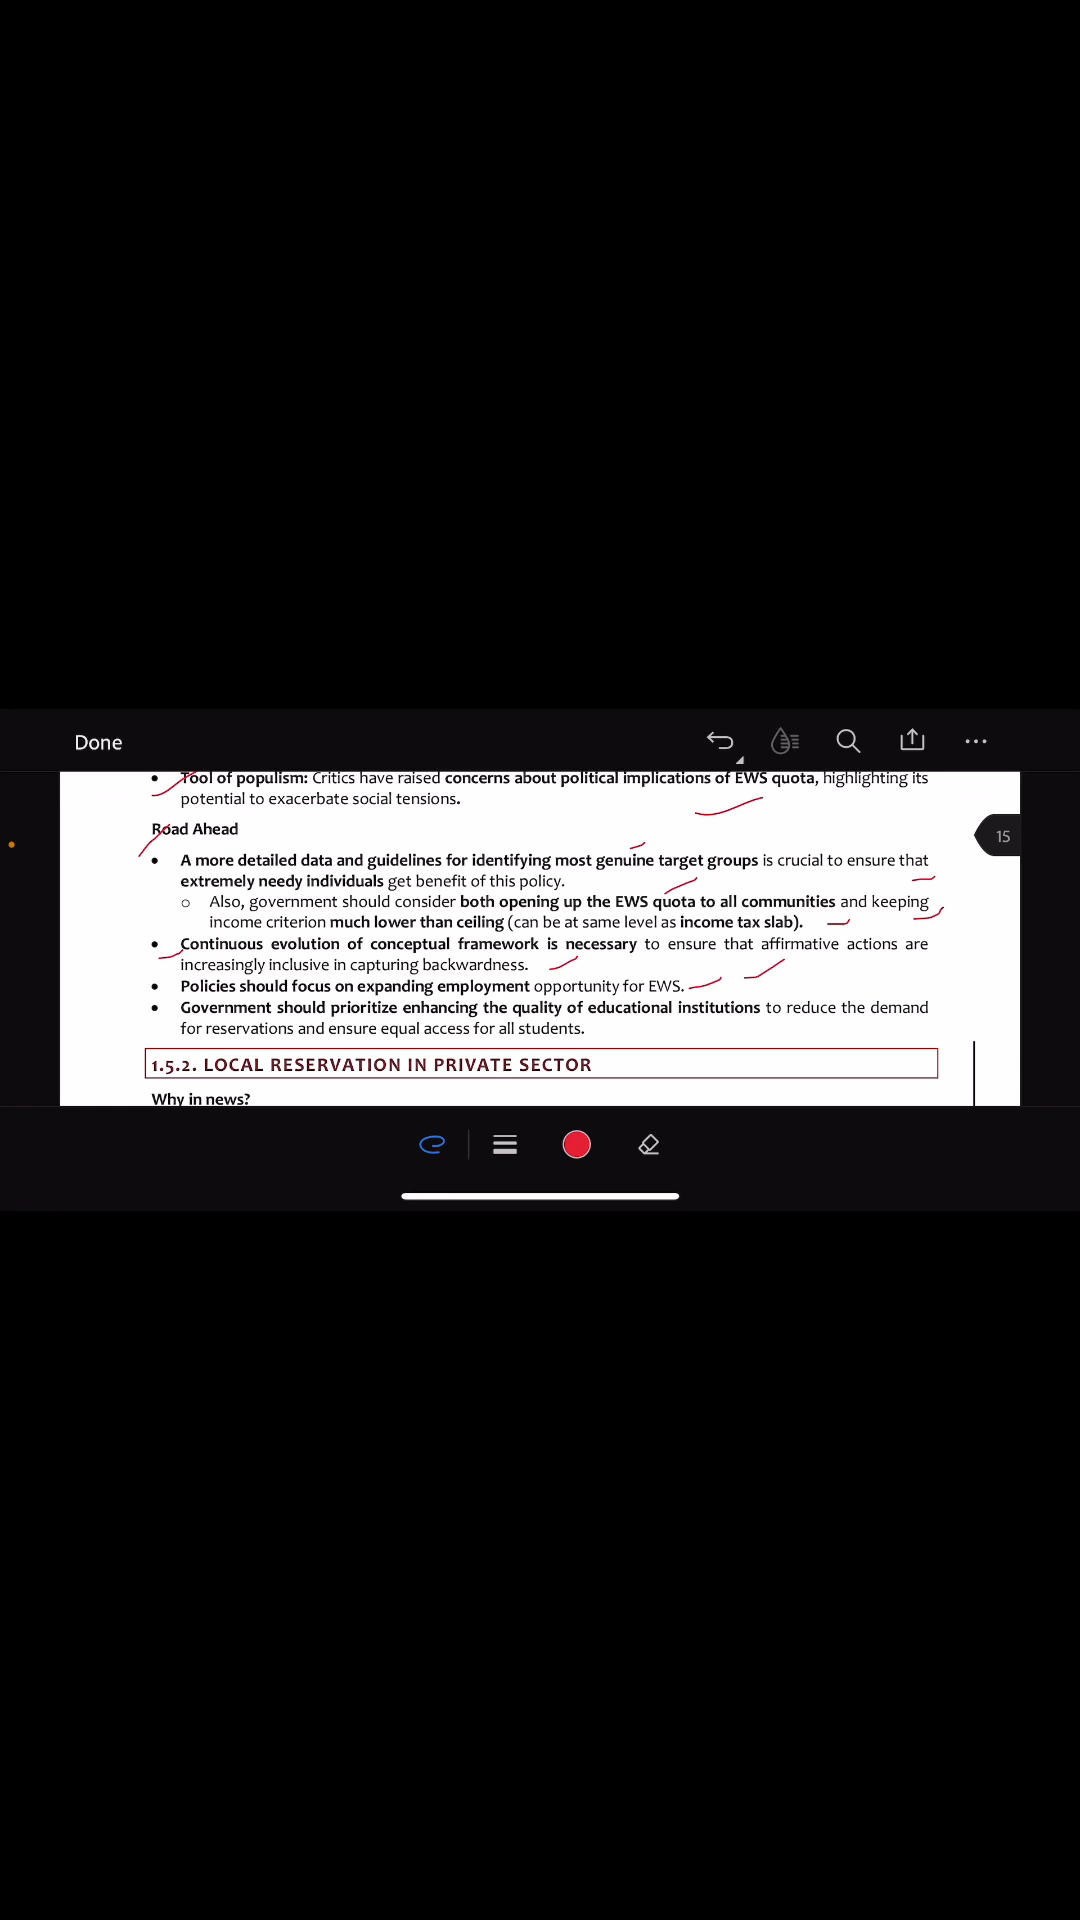 Done
• Tool of populism: Critics have raised concerns about political implications of EWS quota, highlighting its
potential to exacerbate social tensions.
Road Ahead
15
• A more detailed data and guidelines for identifying most genuine target groups is crucial to ensure that
extremely needy individuals get benefit of this policy.
o Also, government should consider both opening up the EWS quota to all communities and keeping
income criterion much lower than ceiling (can be at same level as income tax slab).
• Continuous evolution of conceptual framework is necessary to ensure that affirmative actions are
increasingly inclusive in capturing backwardness.
• Policies should focus on expanding employment opportunity for EWS.
• Government should prioritize enhancing the quality of educational institutions to reduce the demand
for reservations and ensure equal access for all students.
1.5.2. LOCAL RESERVATION IN PRIVATE SECTOR
Why in news?